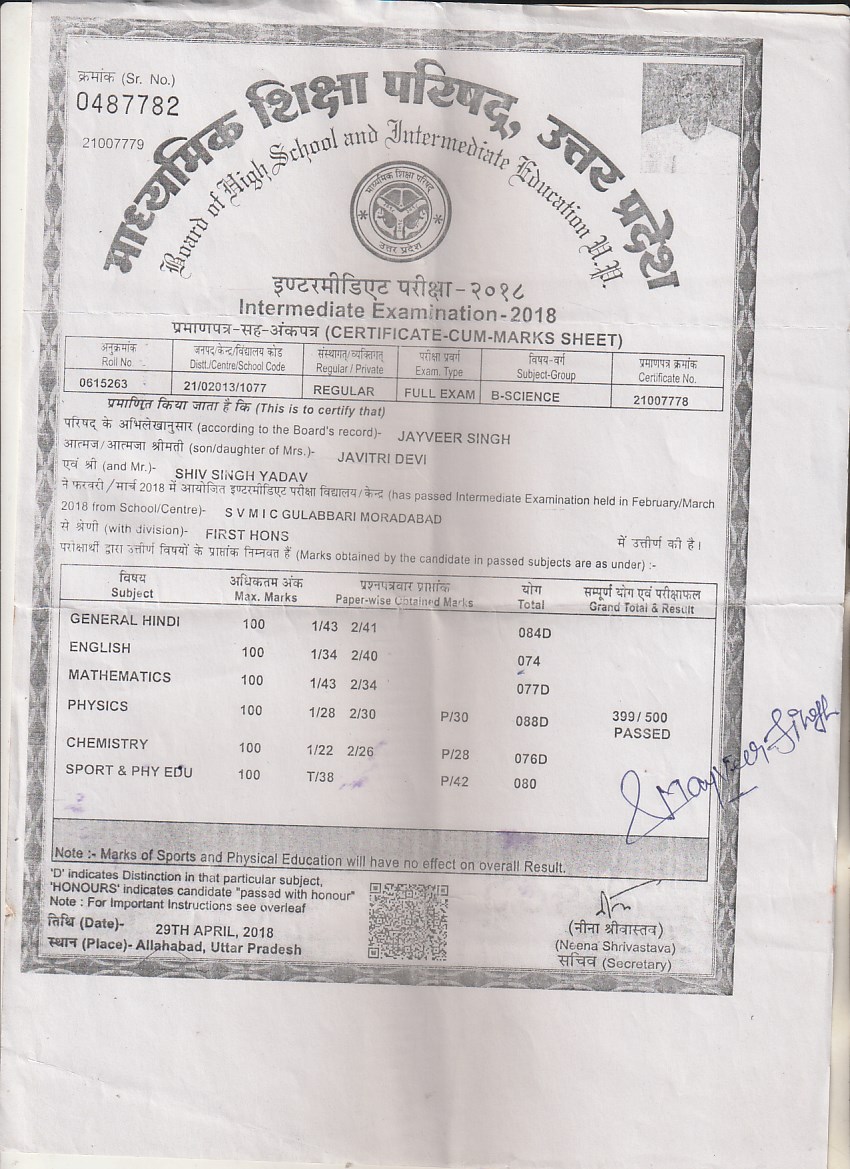 क्रमांक (Sr. No.)
0487782
21007779
माध्यमिक शिक्षा परिषद्, उत्तर प्रदेश
Board of High School and Intermediate Education U.P.
माध्यमिक शिक्षा परिषद्
उत्तर प्रदेश
इण्टरमीडिएट परीक्षा-२०१८
Intermediate Examination-2018
प्रमाणपत्र-सह-अंकपत्र (CERTIFICATE-CUM-MARKS SHEET)
अनुक्रमांक जनपद/केन्द्र/विद्यालय कोड संस्थागत/व्यक्तिगत परीक्षा प्रवर्ग विषय-वर्ग प्रमाणपत्र क्रमांक
Roll No. Distt./Centre/School Code Regular / Private Exam. Type Subject-Group Certificate No.
0615263 21/02013/1077 REGULAR FULL EXAM B-SCIENCE 21007778
प्रमाणित किया जाता है कि (This is to certify that)
परिषद के अभिलेखानुसार (according to the Board's record)- JAYVEER SINGH
आत्मज/आत्मजा श्रीमती (son/daughter of Mrs.)- JAVITRI DEVI
एवं श्री (and Mr.)- SHIV SINGH YADAV
ने फरवरी/मार्च 2018 में आयोजित इण्टरमीडिएट परीक्षा विद्यालय/केन्द्र (has passed Intermediate Examination held in February/March
2018 from School/Centre)- S V M I C GULABBARI MORADABAD
से श्रेणी (with division)- FIRST HONS में उत्तीर्ण की है।
परीक्षार्थी द्वारा उत्तीर्ण विषयों के प्राप्तांक निम्नवत हैं (Marks obtained by the candidate in passed subjects are as under) :-
विषय अधिकतम अंक प्रश्नपत्रवार प्राप्तांक योग सम्पूर्ण योग एवं परीक्षाफल
Subject Max. Marks Paper-wise Obtained Marks Total Grand Total & Result
GENERAL HINDI 100 1/43 2/41 084D
ENGLISH 100 1/34 2/40 074
MATHEMATICS 100 1/43 2/34 077D
PHYSICS 100 1/28 2/30 P/30 088D 399/ 500
PASSED
CHEMISTRY 100 1/22 2/26 P/28 076D
SPORT & PHY EDU 100 T/38 P/42 080
Note :- Marks of Sports and Physical Education will have no effect on overall Result.
'D' indicates Distinction in that particular subject,
'HONOURS' indicates candidate "passed with honour"
Note : For Important Instructions see overleaf
तिथि (Date)- 29TH APRIL, 2018
स्थान (Place)- Allahabad, Uttar Pradesh
(नीना श्रीवास्तव)
(Neena Shrivastava)
सचिव (Secretary)